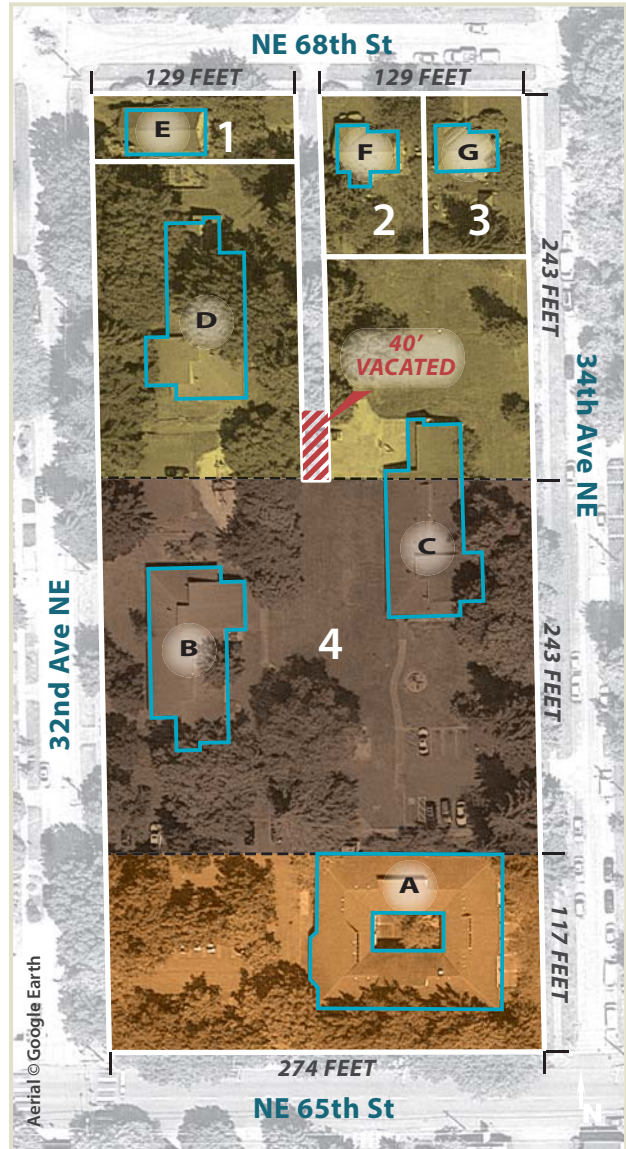 NE 68th St
129 FEET
129 FEET
E
1
F
G
2
3
243 FEET
D
40'
VACATED
34th Ave NE
C
32nd Ave NE
B
4
243 FEET
A
117 FEET
Aerial © Google Earth
274 FEET
NE 65th St
N